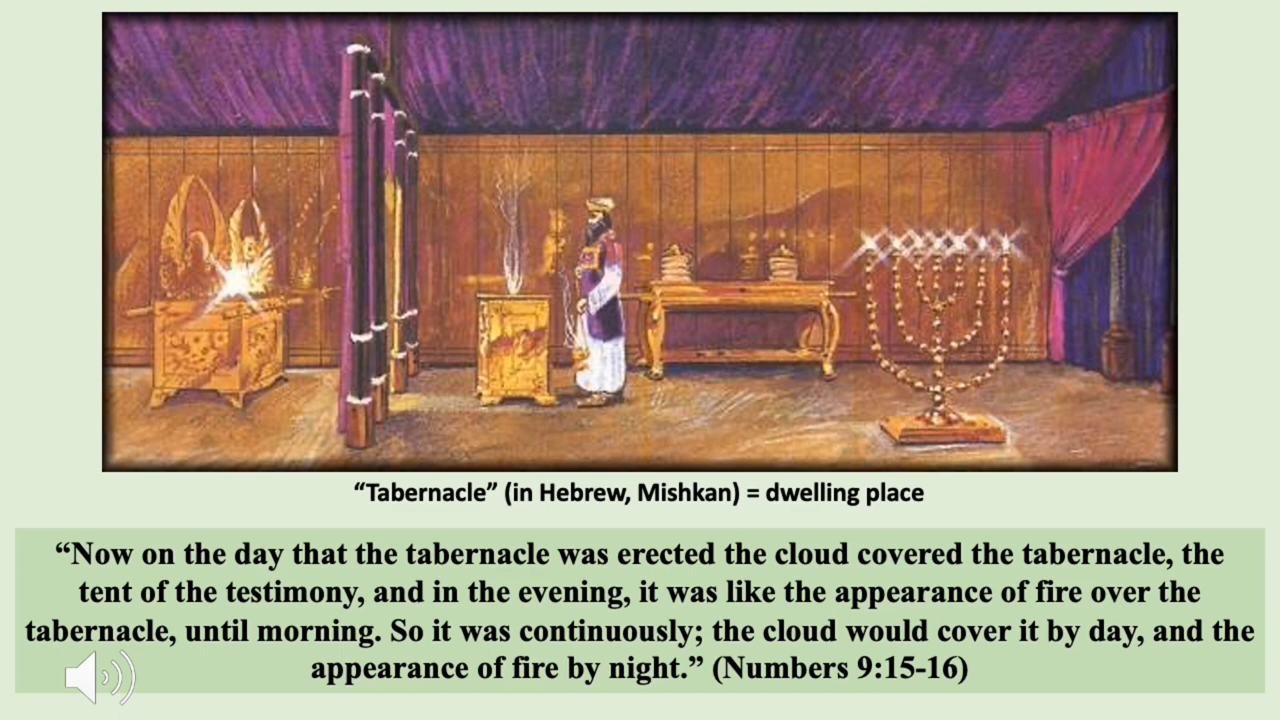 “Tabernacle” (in Hebrew, Mishkan) = dwelling place
“Now on the day that the tabernacle was erected the cloud covered the tabernacle, the
tent of the testimony, and in the evening, it was like the appearance of fire over the
tabernacle, until morning. So it was continuously; the cloud would cover it by day, and the
appearance of fire by night.” (Numbers 9:15-16)